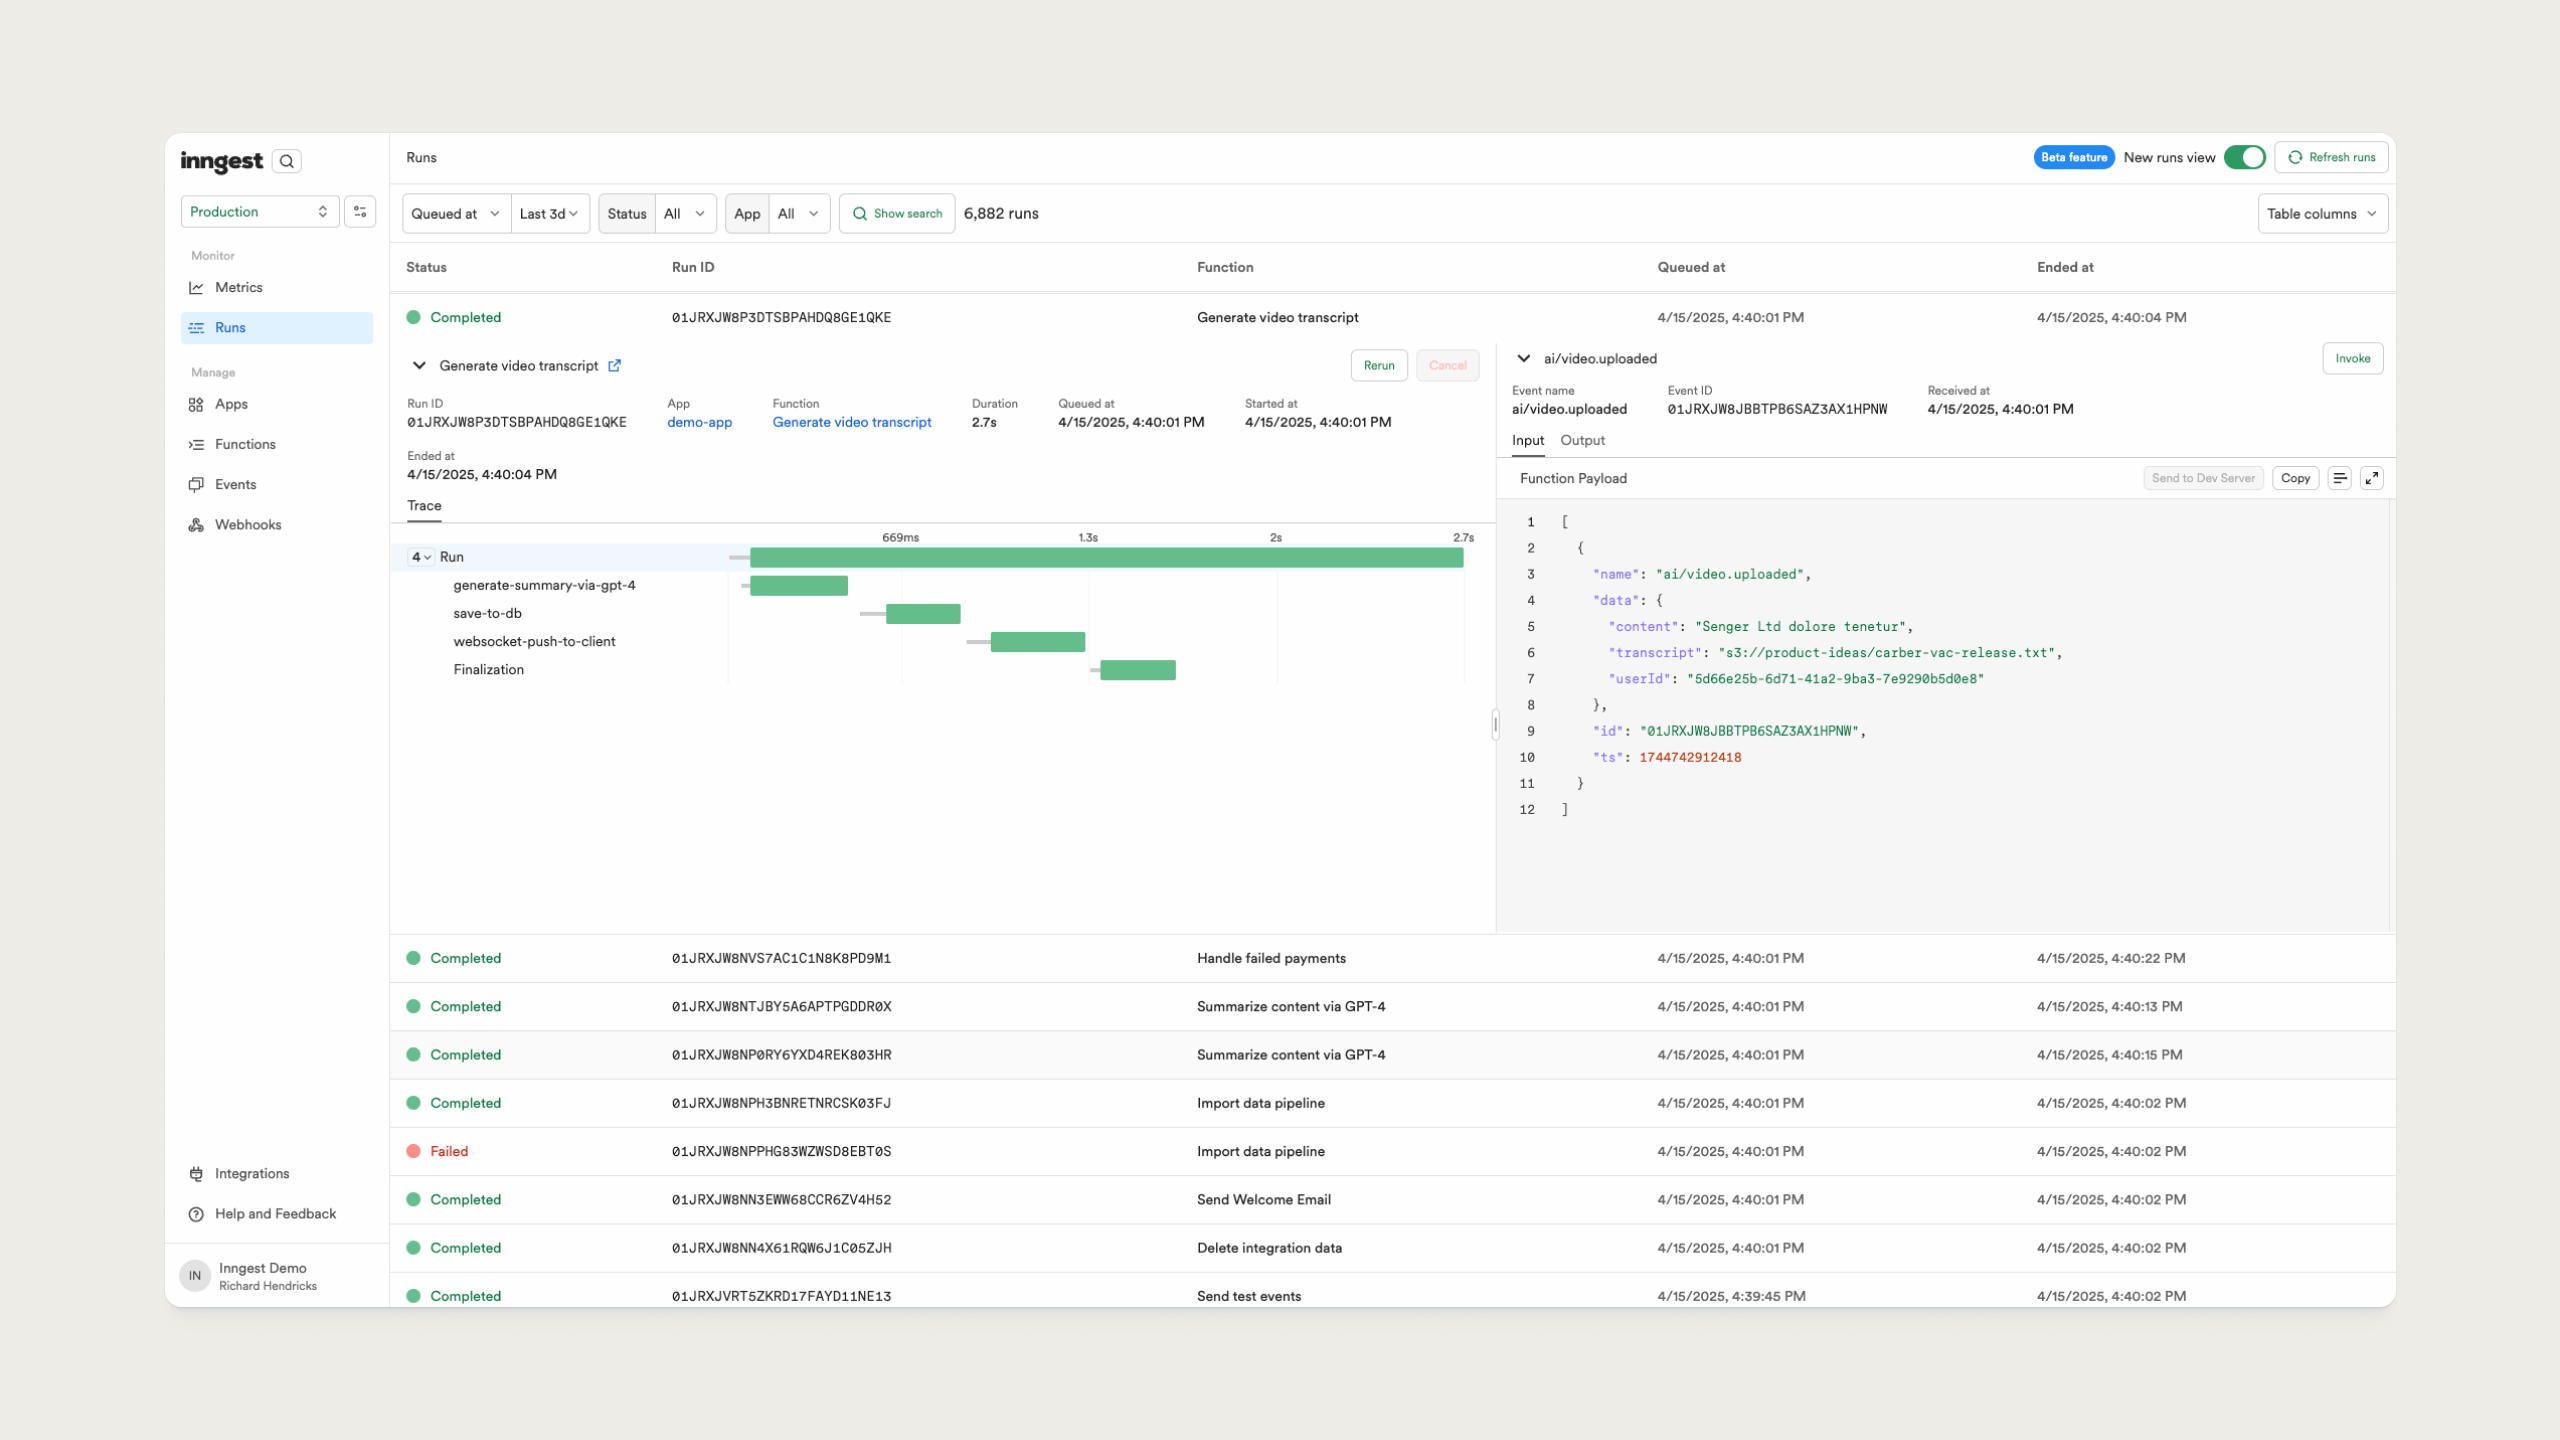 inngest
Production
Monitor
Metrics
Runs
Manage
Apps
Functions
Events
Webhooks
Integrations
Help and Feedback
IN
Inngest Demo
Richard Hendricks
Runs
Beta feature New runs view Refresh runs
Queued at Last 3d Status All App All Show search 6,882 runs Table columns
Status Run ID Function Queued at Ended at
Completed 01JRXJW8P3DTSBPAHDQ8GE1QKE Generate video transcript 4/15/2025, 4:40:01 PM 4/15/2025, 4:40:04 PM
Generate video transcript Rerun Cancel
Run ID App Function Duration Queued at Started at
01JRXJW8P3DTSBPAHDQ8GE1QKE demo-app Generate video transcript 2.7s 4/15/2025, 4:40:01 PM 4/15/2025, 4:40:01 PM
Ended at
4/15/2025, 4:40:04 PM
Trace
669ms 1.3s 2s 2.7s
4 Run
generate-summary-via-gpt-4
save-to-db
websocket-push-to-client
Finalization
ai/video.uploaded Invoke
Event name Event ID Received at
ai/video.uploaded 01JRXJW8JBBTPB6SAZ3AX1HPNW 4/15/2025, 4:40:01 PM
Input Output
Function Payload Send to Dev Server Copy
1 [
2 {
3 "name": "ai/video.uploaded",
4 "data": {
5 "content": "Senger Ltd dolore tenetur",
6 "transcript": "s3://product-ideas/carber-vac-release.txt",
7 "userId": "5d66e25b-6d71-41a2-9ba3-7e9290b5d0e8"
8 },
9 "id": "01JRXJW8JBBTPB6SAZ3AX1HPNW",
10 "ts": 1744742912418
11 }
12 ]
Completed 01JRXJW8NVS7AC1C1N8K8PD9M1 Handle failed payments 4/15/2025, 4:40:01 PM 4/15/2025, 4:40:22 PM
Completed 01JRXJW8NTJBY5A6APTPGDDR0X Summarize content via GPT-4 4/15/2025, 4:40:01 PM 4/15/2025, 4:40:13 PM
Completed 01JRXJW8NP0RY6YXD4REK803HR Summarize content via GPT-4 4/15/2025, 4:40:01 PM 4/15/2025, 4:40:15 PM
Completed 01JRXJW8NPH3BNRETNRCSK03FJ Import data pipeline 4/15/2025, 4:40:01 PM 4/15/2025, 4:40:02 PM
Failed 01JRXJW8NPPHG83WZWSD8EBT0S Import data pipeline 4/15/2025, 4:40:01 PM 4/15/2025, 4:40:02 PM
Completed 01JRXJW8NN3EWW68CCR6ZV4H52 Send Welcome Email 4/15/2025, 4:40:01 PM 4/15/2025, 4:40:02 PM
Completed 01JRXJW8NN4X61RQW6J1C05ZJH Delete integration data 4/15/2025, 4:40:01 PM 4/15/2025, 4:40:02 PM
Completed 01JRXJVRT5ZKRD17FAYD11NE13 Send test events 4/15/2025, 4:39:45 PM 4/15/2025, 4:40:02 PM